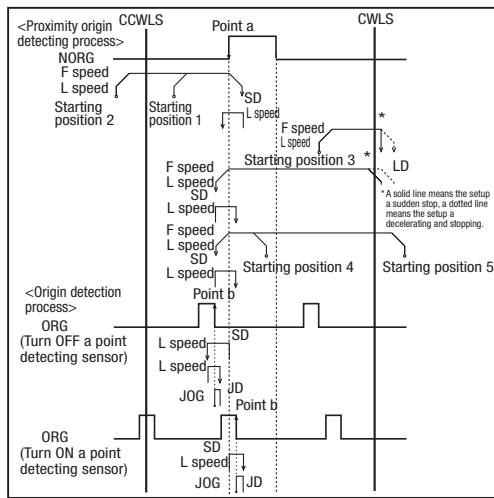 CCWLS
Point a
CWLS
<Proximity origin
detecting process>
NORG
F speed
L speed
Starting
position 2
Starting
position 1
SD
L speed
F speed
L speed
*
LD
F speed
Starting position 3
*
L speed
SD
* A solid line means the setup
a sudden stop, a dotted line
means the setup a
decelerating and stopping.
L speed
F speed
L speed
SD
Starting position 4
Starting position 5
L speed
<Origin detection
process>
Point b
ORG
(Turn OFF a point
detecting sensor)
SD
L speed
L speed
JD
JOG
Point b
ORG
(Turn ON a point
detecting sensor)
SD
L speed
JOG
JD